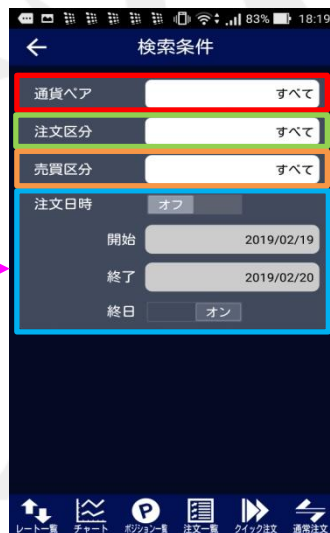 83% 18:19
検索条件
通貨ペア すべて
注文区分 すべて
売買区分 すべて
注文日時 オフ
開始 2019/02/19
終了 2019/02/20
終日 オン
レート一覧 チャート ポジション一覧 注文一覧 クイック注文 通常注文